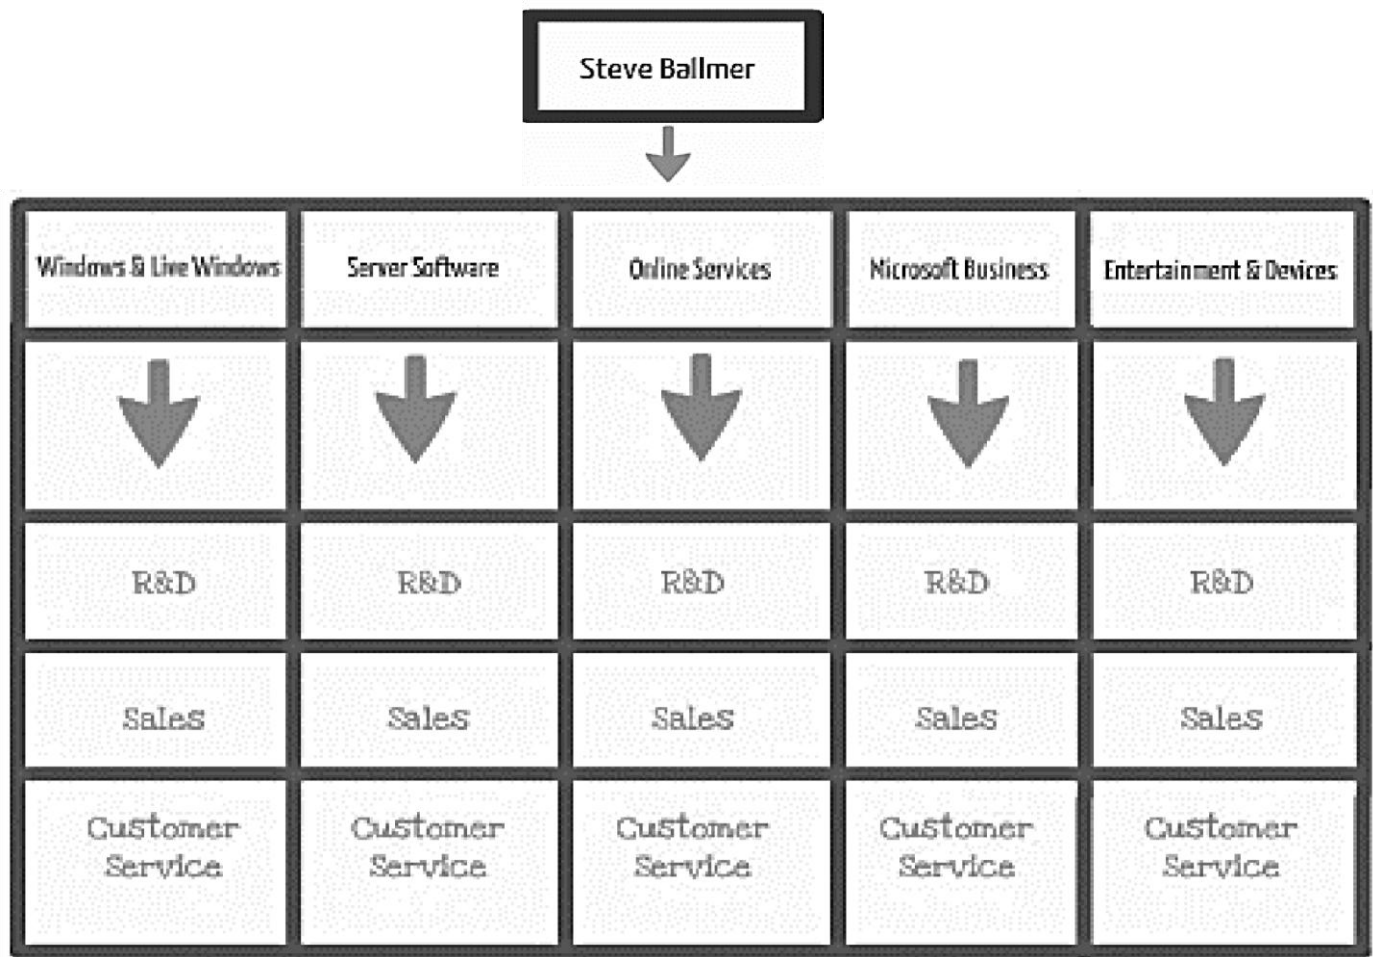 Steve Ballmer
Windows & Live Windows
Server Software
Online Services
Microsoft Business
Entertainment & Devices
R&D
R&D
R&D
R&D
R&D
Sales
Sales
Sales
Sales
Sales
Customer
Service
Customer
Service
Customer
Service
Customer
Service
Customer
Service